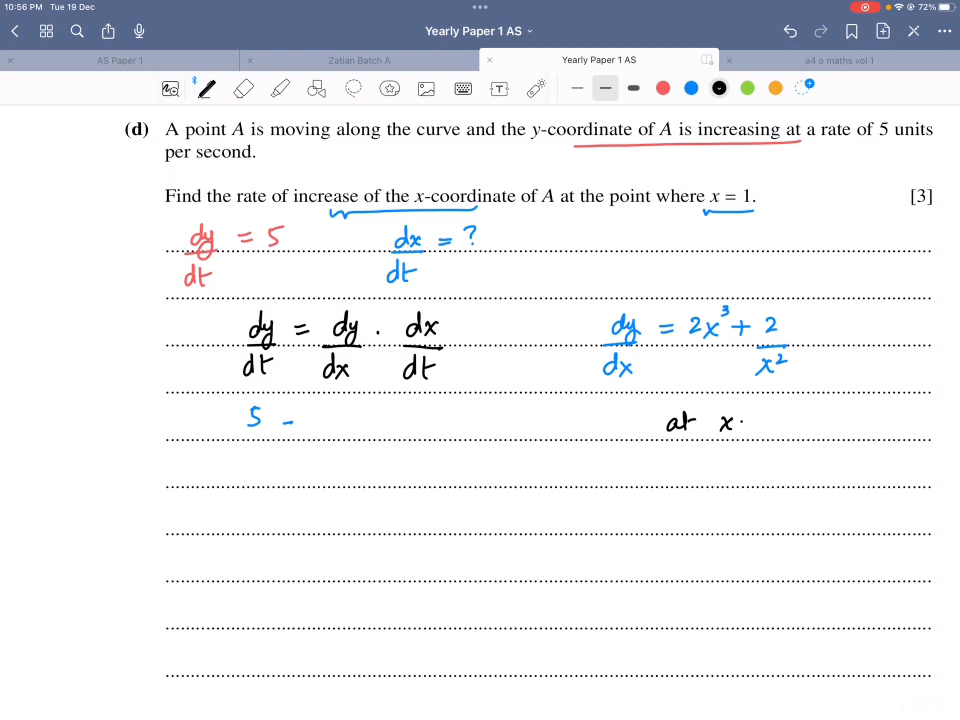 10:56 PM Tue 19 Dec
72%
Yearly Paper 1 AS
AS Paper 1
Zatian Batch A
Yearly Paper 1 AS
a4 o maths vol 1
(d) A point A is moving along the curve and the y-coordinate of A is increasing at a rate of 5 units
per second.
Find the rate of increase of the x-coordinate of A at the point where x = 1. [3]
dy/dt = 5 dx/dt = ?
dy/dt = dy/dx . dx/dt dy/dx = 2x³ + 2/x²
5 = at x